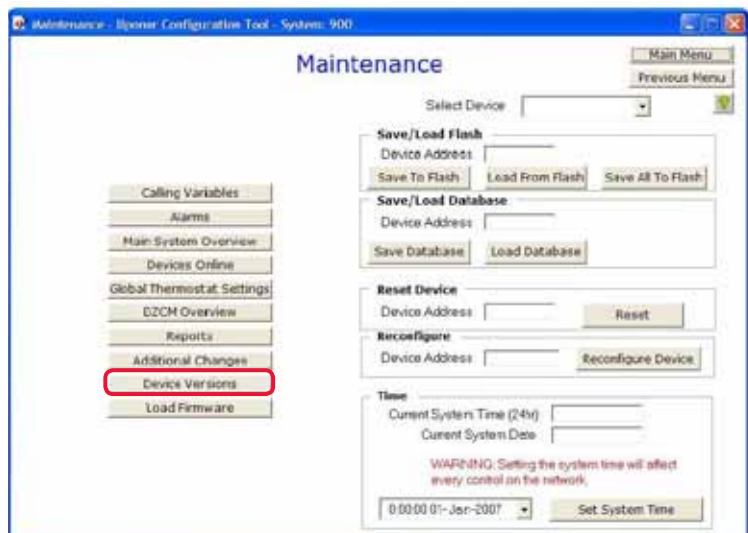 Maintenance - Uponor Configuration Tool - System: 900
Maintenance
Main Menu
Previous Menu
Select Device
Calling Variables
Alarms
Main System Overview
Devices Online
Global Thermostat Settings
DZCM Overview
Reports
Additional Changes
Device Versions
Load Firmware
Save/Load Flash
Device Address
Save To Flash
Load From Flash
Save All To Flash
Save/Load Database
Device Address
Save Database
Load Database
Reset Device
Device Address
Reset
Reconfigure
Device Address
Reconfigure Device
Time
Current System Time (24hr)
Current System Date
WARNING: Setting the system time will affect
every control on the network.
0:00:00 01-Jan-2007
Set System Time